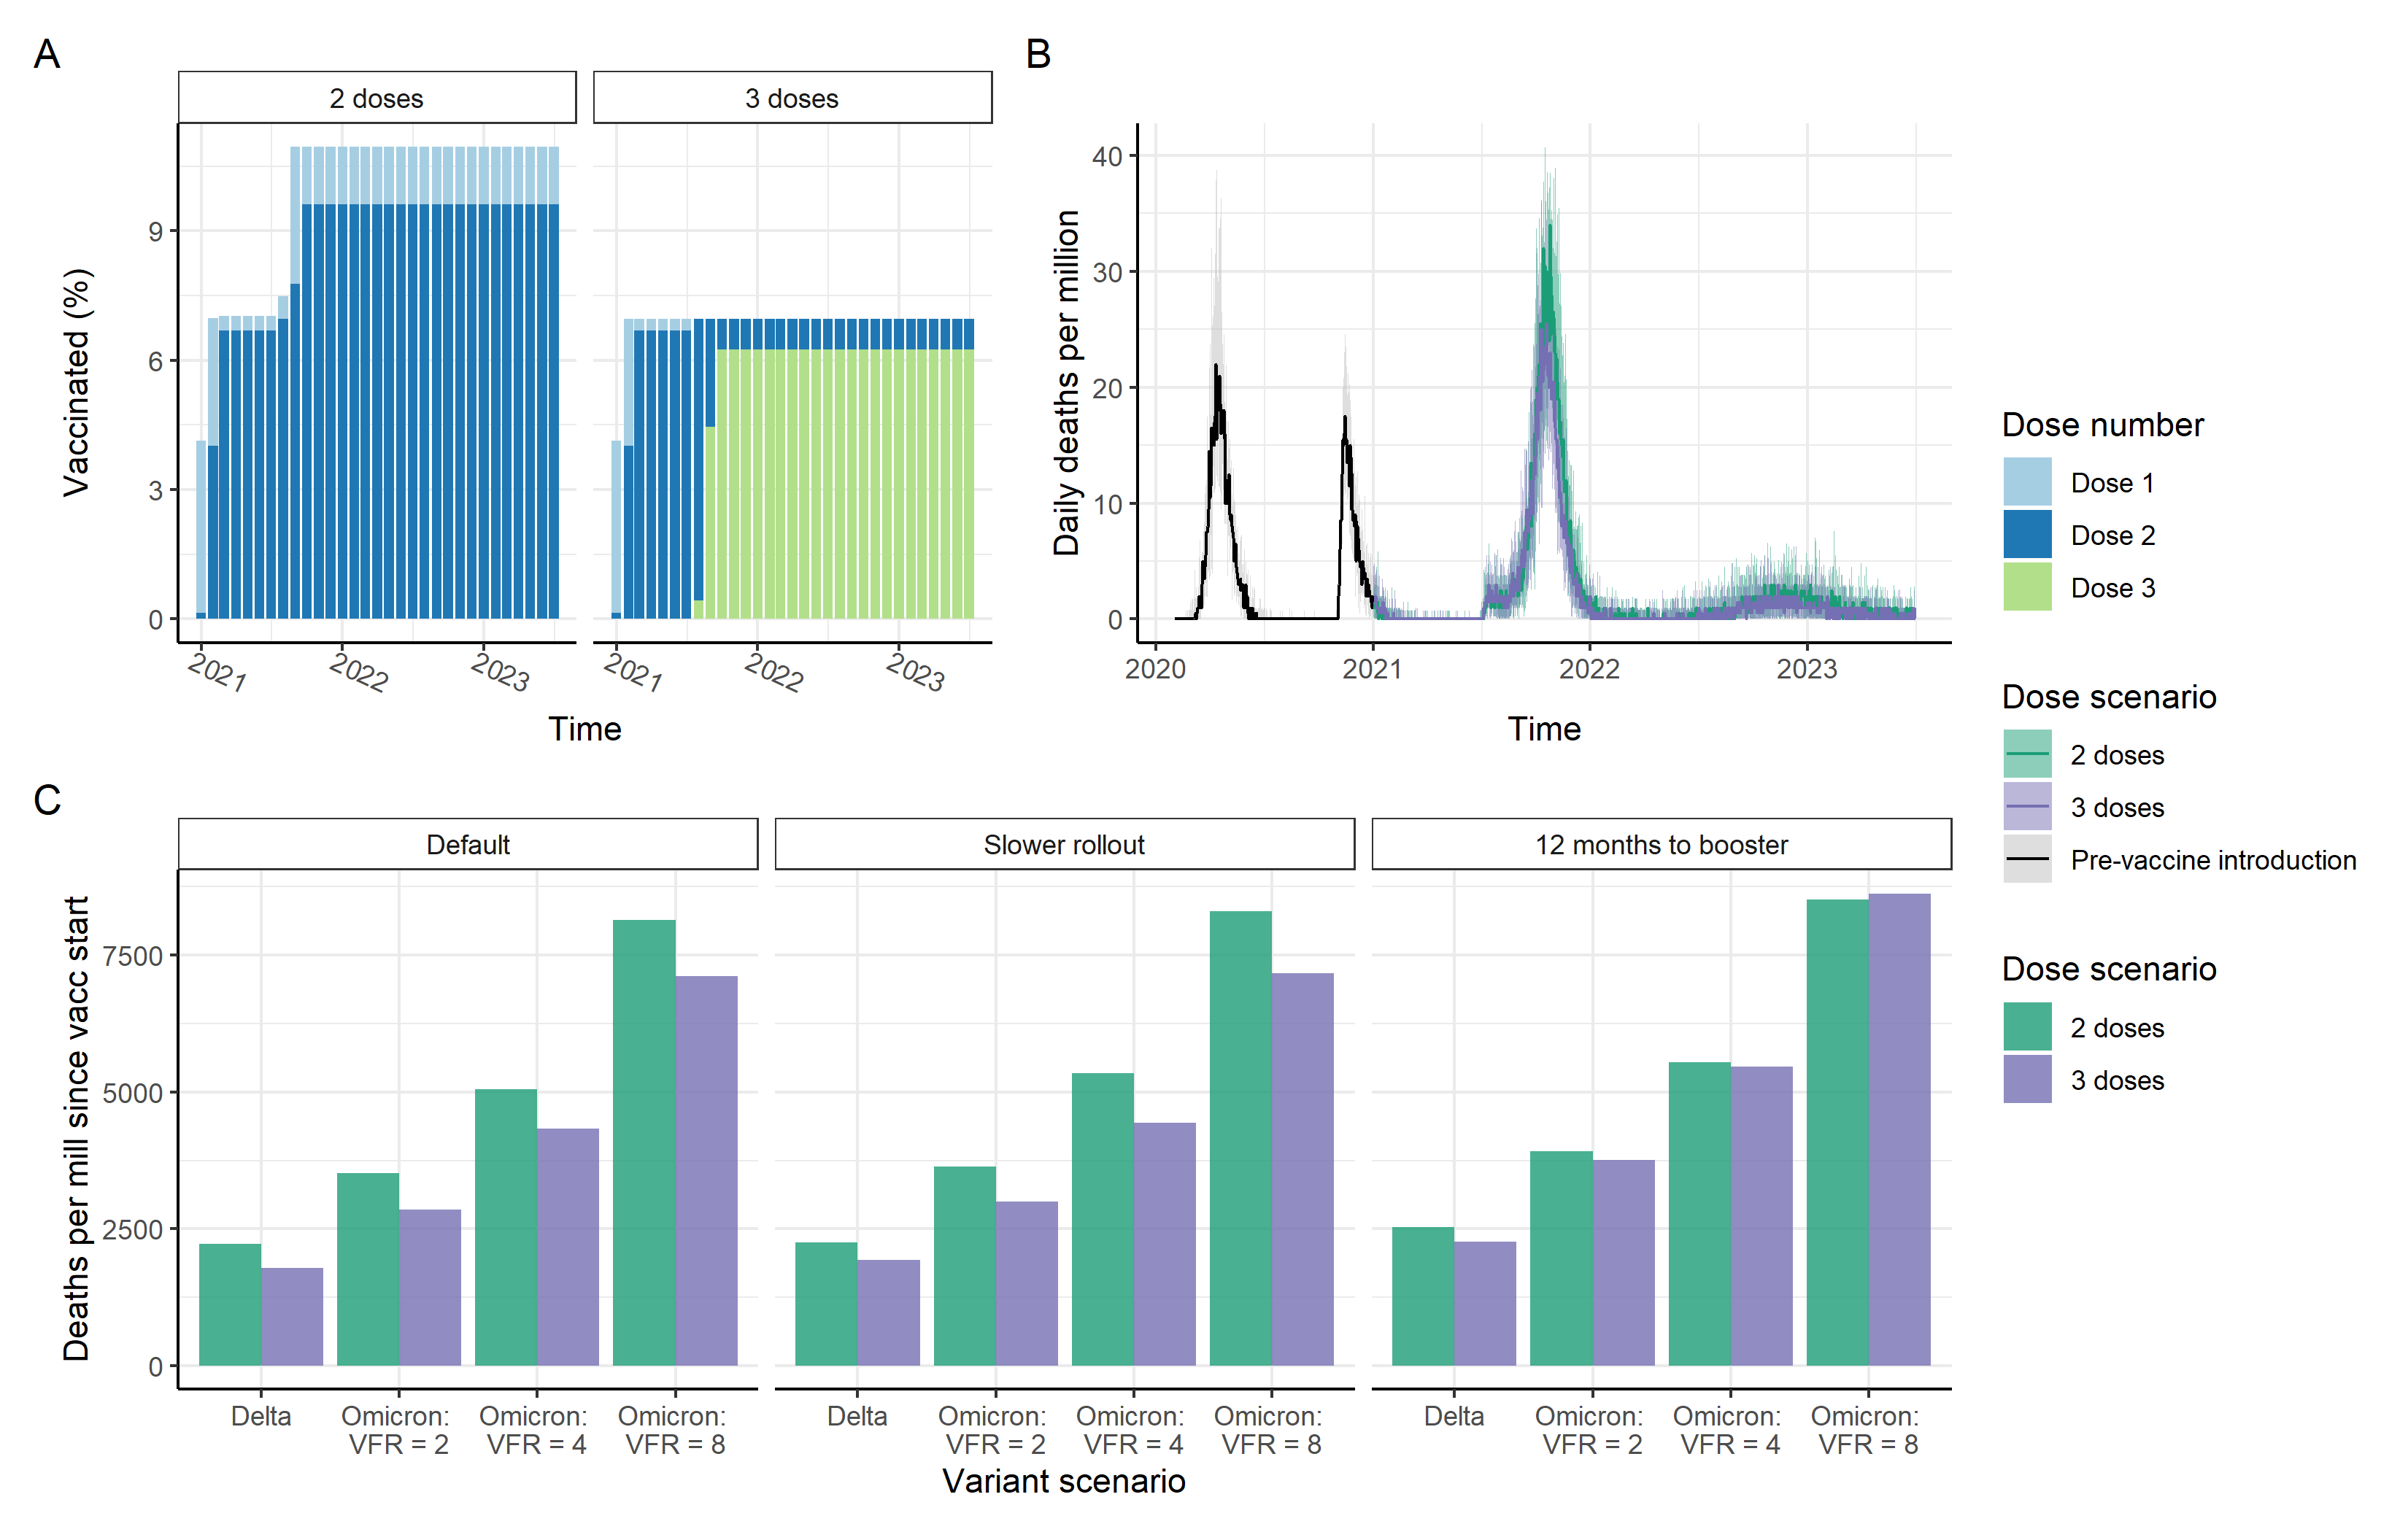 A
2 doses
3 doses
Vaccinated (%)
9
6
3
0
2021
2022
2023
2021
2022
2023
Time
B
Daily deaths per million
40
30
20
10
0
2020
2021
2022
2023
Time
Dose number
Dose 1
Dose 2
Dose 3
Dose scenario
2 doses
3 doses
Pre-vaccine introduction
Dose scenario
2 doses
3 doses
C
Default
Slower rollout
12 months to booster
Deaths per mill since vacc start
7500
5000
2500
0
Delta
Omicron:
VFR = 2
Omicron:
VFR = 4
Omicron:
VFR = 8
Delta
Omicron:
VFR = 2
Omicron:
VFR = 4
Omicron:
VFR = 8
Delta
Omicron:
VFR = 2
Omicron:
VFR = 4
Omicron:
VFR = 8
Variant scenario